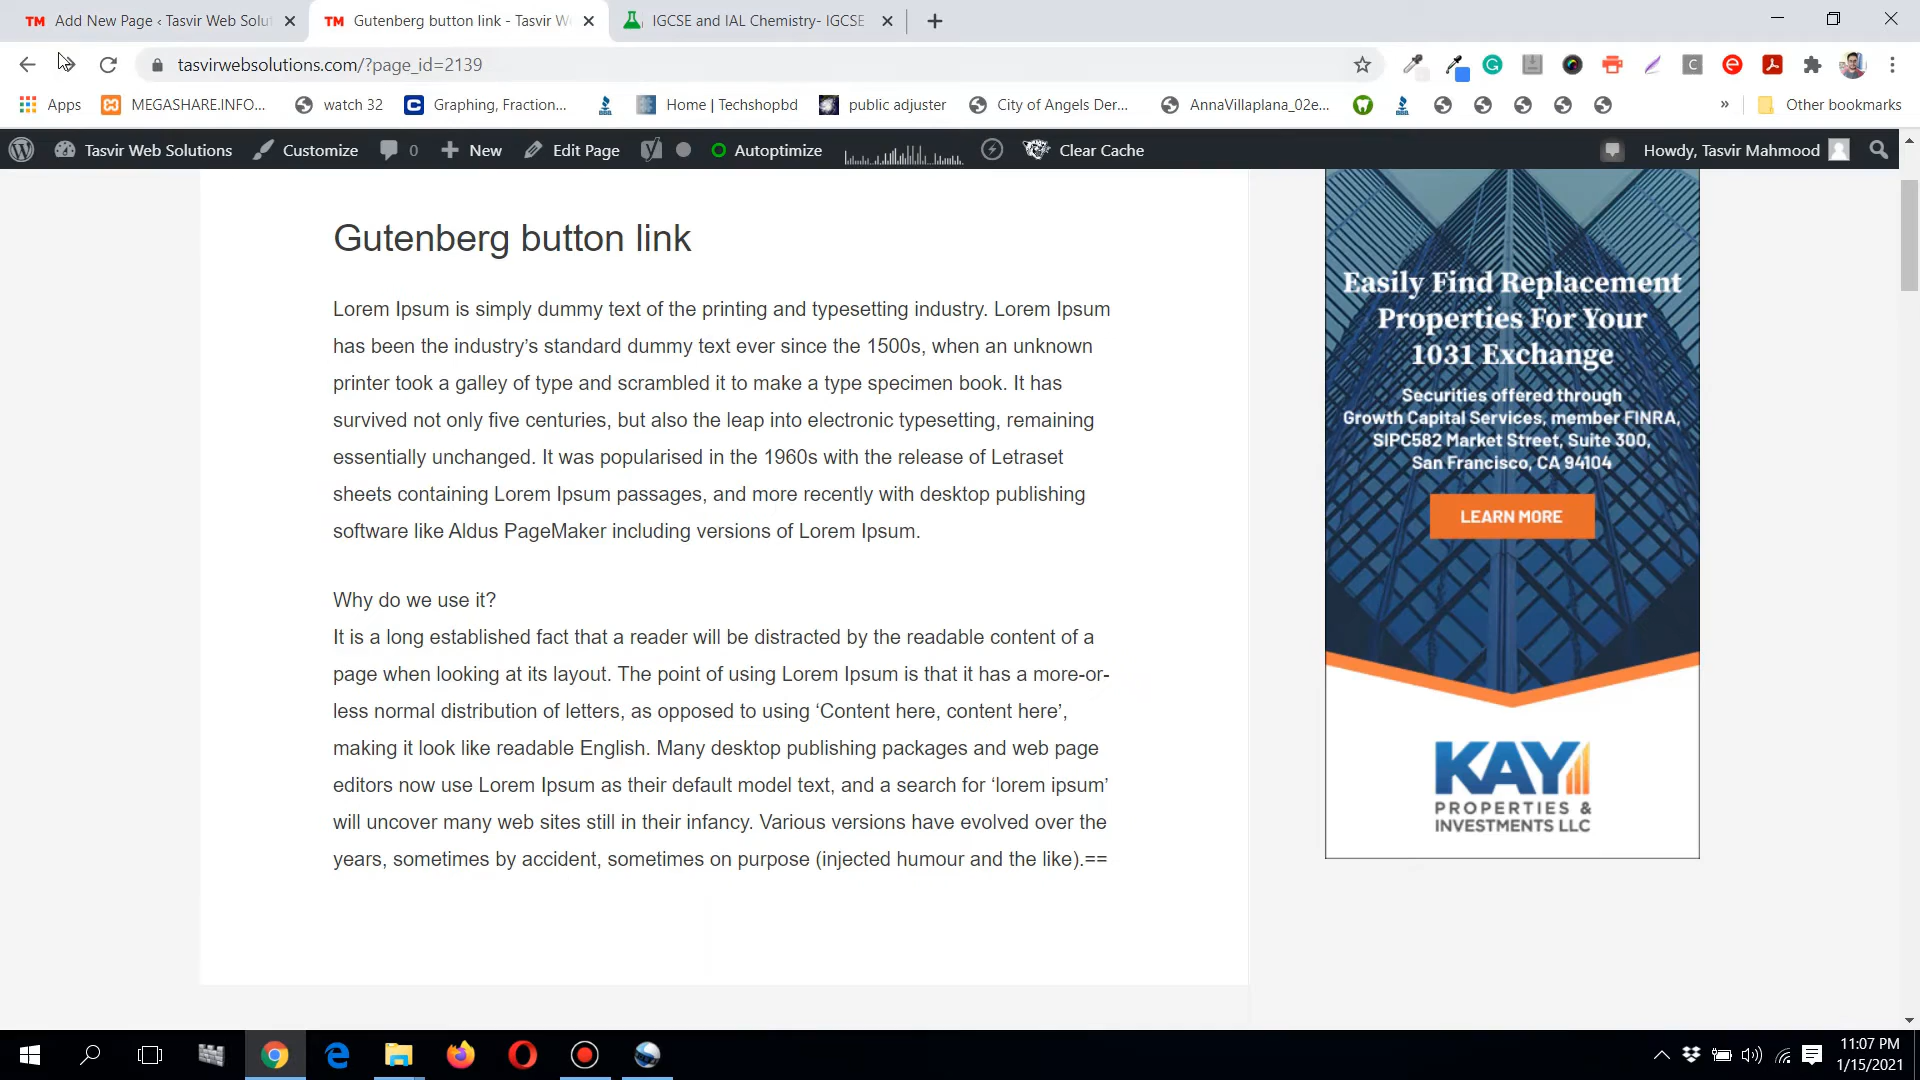 Add New Page ‹ Tasvir Web Solut
Gutenberg button link - Tasvir W
IGCSE and IAL Chemistry- IGCSE
tasvirwebsolutions.com/?page_id=2139
Apps
MEGASHARE.INFO...
watch 32
Graphing, Fraction...
Home | Techshopbd
public adjuster
City of Angels Der...
AnnaVillaplana_02e...
»
Other bookmarks
Tasvir Web Solutions
Customize
0
New
Edit Page
Autoptimize
Clear Cache
Howdy, Tasvir Mahmood
Gutenberg button link
Lorem Ipsum is simply dummy text of the printing and typesetting industry. Lorem Ipsum
has been the industry’s standard dummy text ever since the 1500s, when an unknown
printer took a galley of type and scrambled it to make a type specimen book. It has
survived not only five centuries, but also the leap into electronic typesetting, remaining
essentially unchanged. It was popularised in the 1960s with the release of Letraset
sheets containing Lorem Ipsum passages, and more recently with desktop publishing
software like Aldus PageMaker including versions of Lorem Ipsum.
Why do we use it?
It is a long established fact that a reader will be distracted by the readable content of a
page when looking at its layout. The point of using Lorem Ipsum is that it has a more-or-
less normal distribution of letters, as opposed to using ‘Content here, content here’,
making it look like readable English. Many desktop publishing packages and web page
editors now use Lorem Ipsum as their default model text, and a search for ‘lorem ipsum’
will uncover many web sites still in their infancy. Various versions have evolved over the
years, sometimes by accident, sometimes on purpose (injected humour and the like).==
Easily Find Replacement
Properties For Your
1031 Exchange
Securities offered through
Growth Capital Services, member FINRA,
SIPC582 Market Street, Suite 300,
San Francisco, CA 94104
LEARN MORE
KAY
PROPERTIES &
INVESTMENTS LLC
11:07 PM
1/15/2021